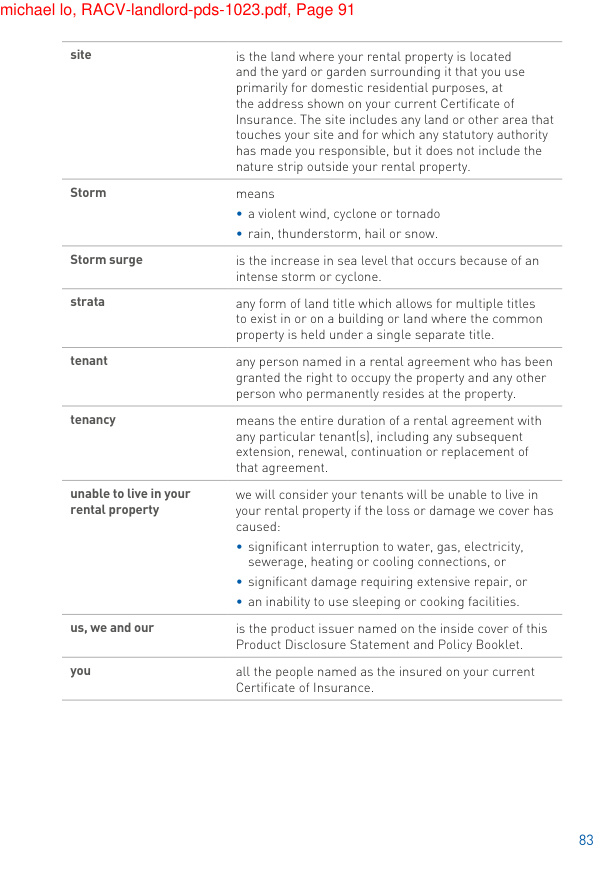 michael lo, RACV-landlord-pds-1023.pdf, Page 91
site
is the land where your rental property is located
and the yard or garden surrounding it that you use
primarily for domestic residential purposes, at
the address shown on your current Certificate of
Insurance. The site includes any land or other area that
touches your site and for which any statutory authority
has made you responsible, but it does not include the
nature strip outside your rental property.
Storm
means
• a violent wind, cyclone or tornado
• rain, thunderstorm, hail or snow.
Storm surge
is the increase in sea level that occurs because of an
intense storm or cyclone.
strata
any form of land title which allows for multiple titles
to exist in or on a building or land where the common
property is held under a single separate title.
tenant
any person named in a rental agreement who has been
granted the right to occupy the property and any other
person who permanently resides at the property.
tenancy
means the entire duration of a rental agreement with
any particular tenant(s), including any subsequent
extension, renewal, continuation or replacement of
that agreement.
unable to live in your
rental property
we will consider your tenants will be unable to live in
your rental property if the loss or damage we cover has
caused:
• significant interruption to water, gas, electricity,
sewerage, heating or cooling connections, or
• significant damage requiring extensive repair, or
• an inability to use sleeping or cooking facilities.
us, we and our
is the product issuer named on the inside cover of this
Product Disclosure Statement and Policy Booklet.
you
all the people named as the insured on your current
Certificate of Insurance.
83